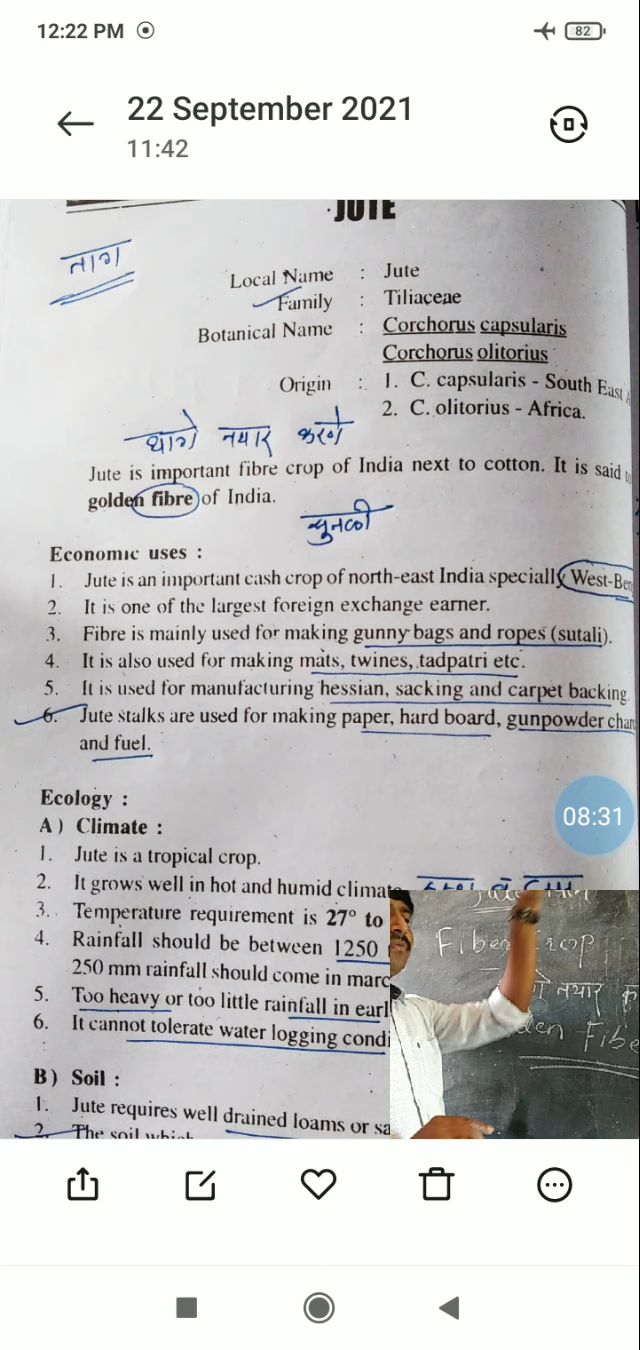 12:22 PM
82
22 September 2021
11:42
JUTE
ताग
Local Name : Jute
Family : Tiliaceae
Botanical Name : Corchorus capsularis
Corchorus olitorius
Origin : 1. C. capsularis - South East
2. C. olitorius - Africa.
धागे तयार करणे
Jute is important fibre crop of India next to cotton. It is said to
golden fibre of India.
सुतळी
Economic uses :
1. Jute is an important cash crop of north-east India specially West-Ben
2. It is one of the largest foreign exchange earner.
3. Fibre is mainly used for making gunny bags and ropes (sutali).
4. It is also used for making mats, twines, tadpatri etc.
5. It is used for manufacturing hessian, sacking and carpet backing.
6. Jute stalks are used for making paper, hard board, gunpowder char
and fuel.
08:31
Ecology :
A) Climate :
1. Jute is a tropical crop.
2. It grows well in hot and humid climate
3. Temperature requirement is 27° to
4. Rainfall should be between 1250
250 mm rainfall should come in marc
5. Too heavy or too little rainfall in earl
6. It cannot tolerate water logging condi
Fiber Crop
तयार क
den Fibe
B) Soil :
1. Jute requires well drained loams or sa
2. The soil which